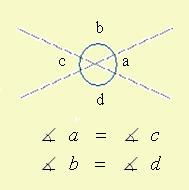 b
c a
d
∡ a = ∡ c
∡ b = ∡ d